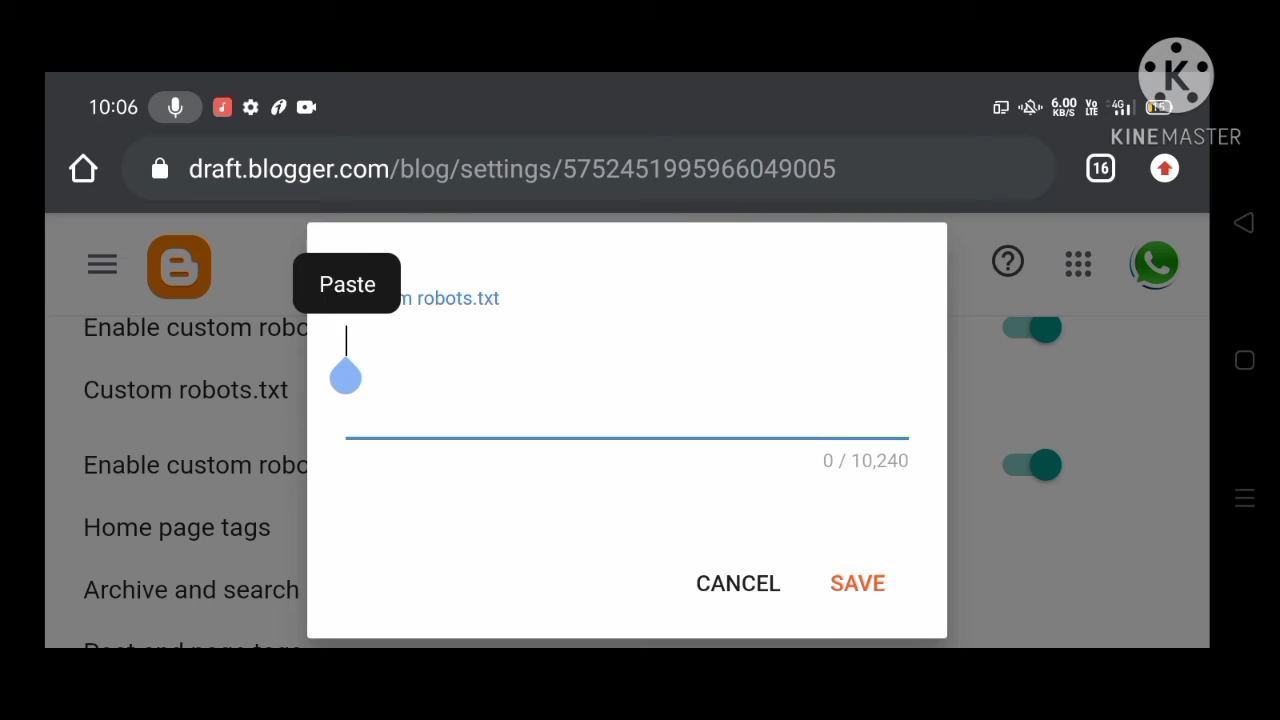 10:06
6.00 KB/S Vo LTE 4G 15
KINEMASTER
draft.blogger.com/blog/settings/5752451995966049005
16
Paste
m robots.txt
Enable custom robo
Custom robots.txt
0 / 10,240
Enable custom robo
Home page tags
CANCEL
SAVE
Archive and search